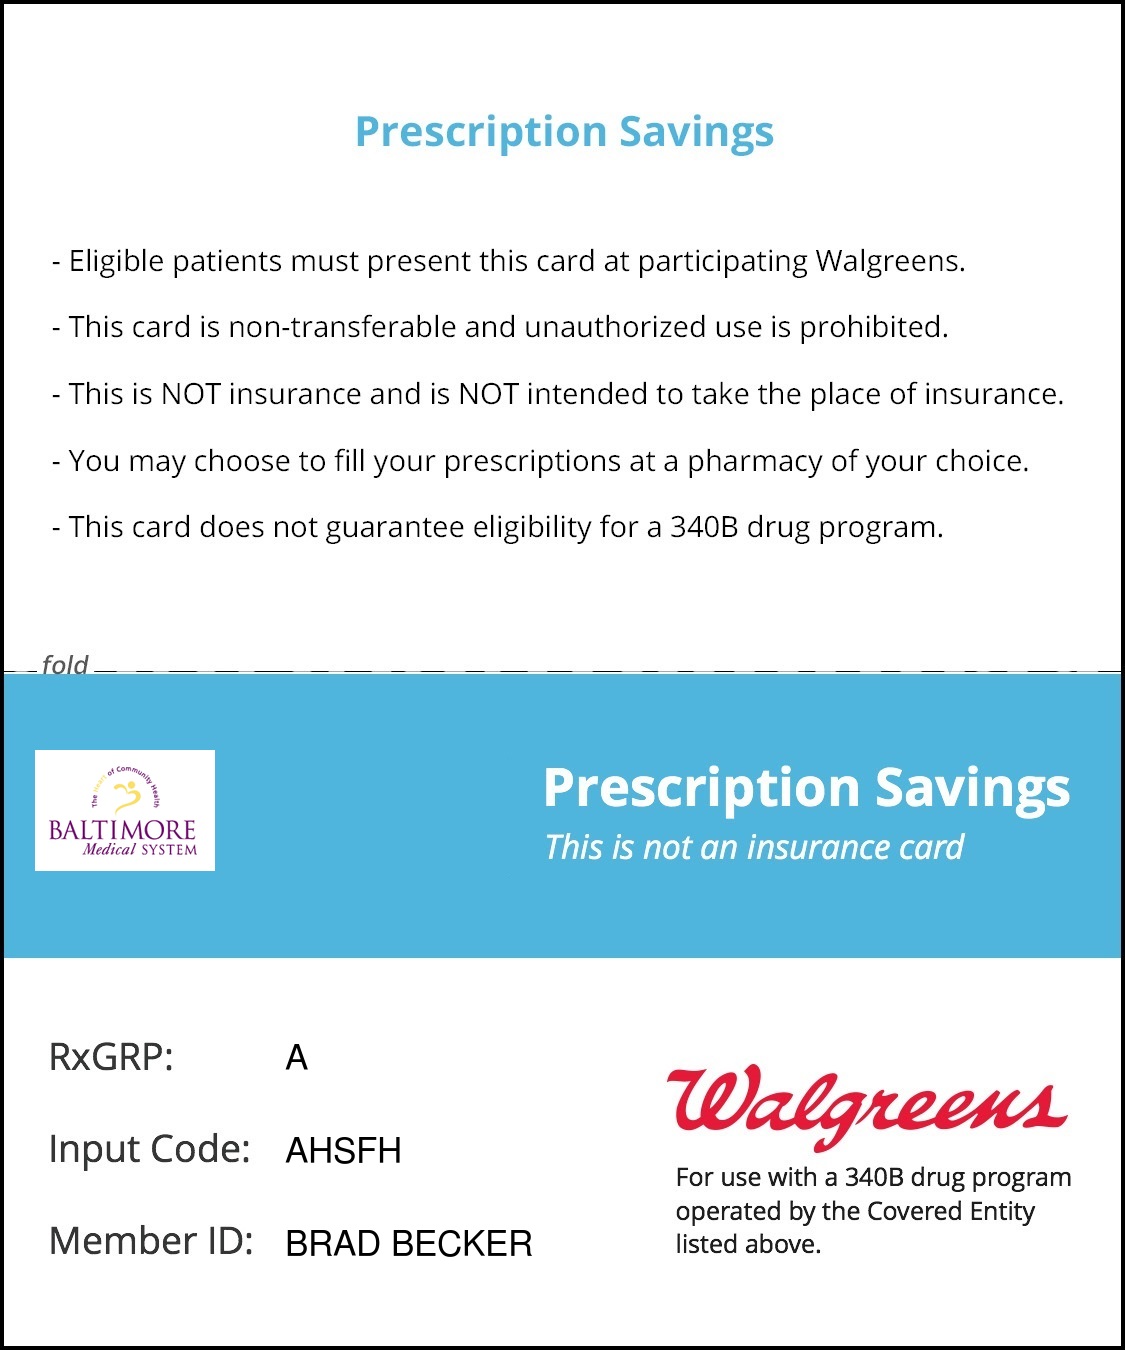 Prescription Savings
- Eligible patients must present this card at participating Walgreens.
- This card is non-transferable and unauthorized use is prohibited.
- This is NOT insurance and is NOT intended to take the place of insurance.
- You may choose to fill your prescriptions at a pharmacy of your choice.
- This card does not guarantee eligibility for a 340B drug program.
fold
The Heart of Community Health
BALTIMORE
Medical SYSTEM
Prescription Savings
This is not an insurance card
RxGRP: A
Input Code: AHSFH
Member ID: BRAD BECKER
Walgreens
For use with a 340B drug program
operated by the Covered Entity
listed above.